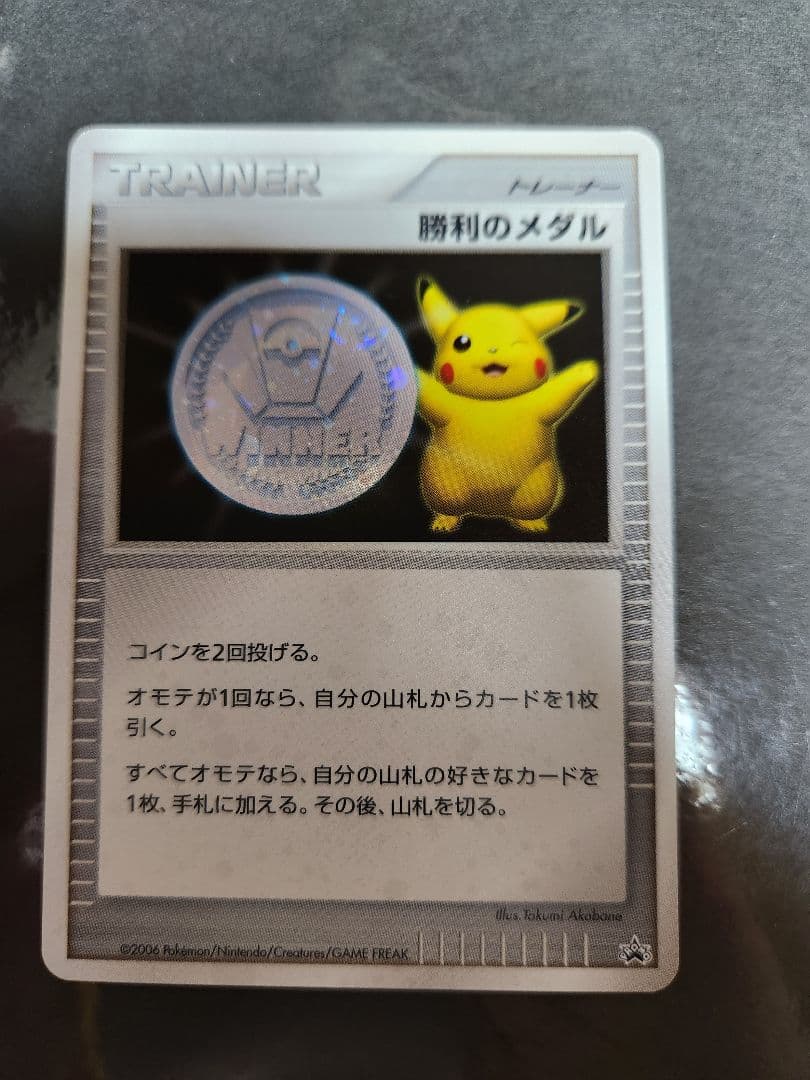 TRAINER
トレーナー
勝利のメダル
WINNER
コインを2回投げる。
オモテが1回なら、自分の山札からカードを1枚
引く。
すべてオモテなら、自分の山札の好きなカードを
1枚、手札に加える。その後、山札を切る。
Illus. Takumi Akabane
©2006 Pokémon/Nintendo/Creatures/GAME FREAK